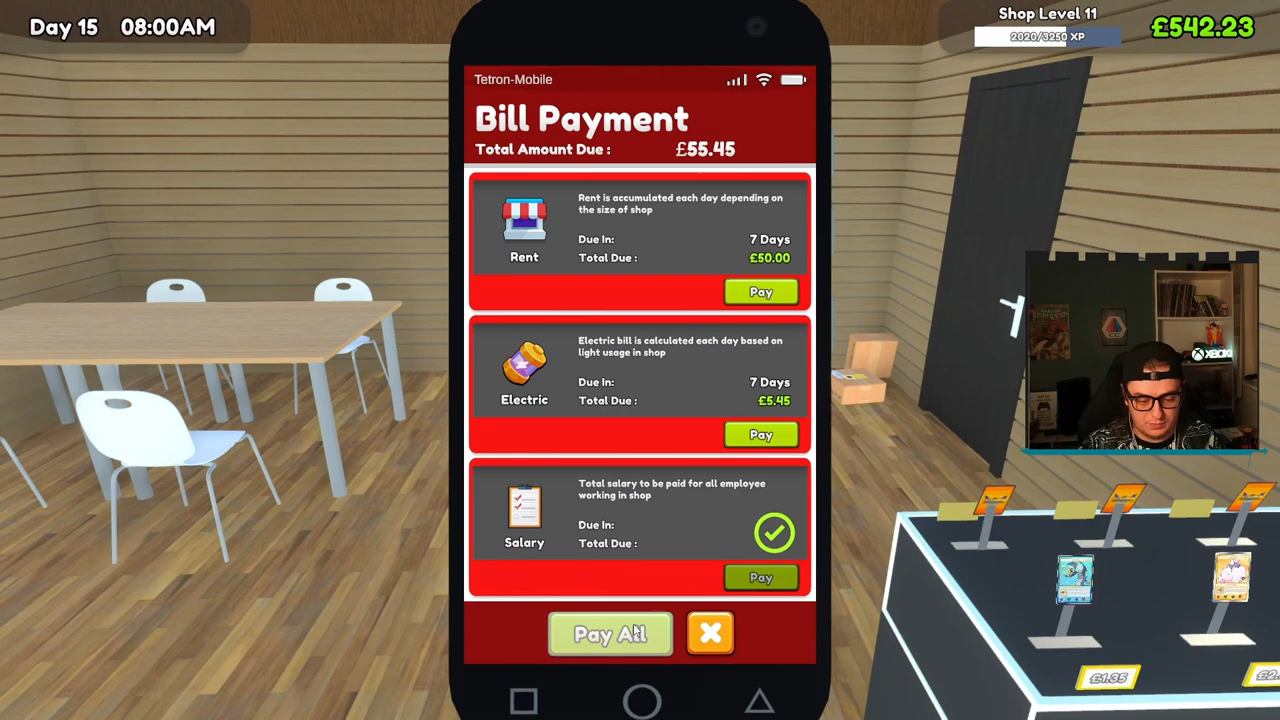 Day 15 08:00AM
Shop Level 11
2020/3250 XP
£542.23
Tetron-Mobile
Bill Payment
Total Amount Due : £55.45
Rent is accumulated each day depending on
the size of shop
Due In: 7 Days
Total Due : £50.00
Rent
Pay
Electric bill is calculated each day based on
light usage in shop
Due In: 7 Days
Total Due : £5.45
Electric
Pay
Total salary to be paid for all employee
working in shop
Due In:
Total Due :
Salary
Pay
Pay All
XBOX
£1.35